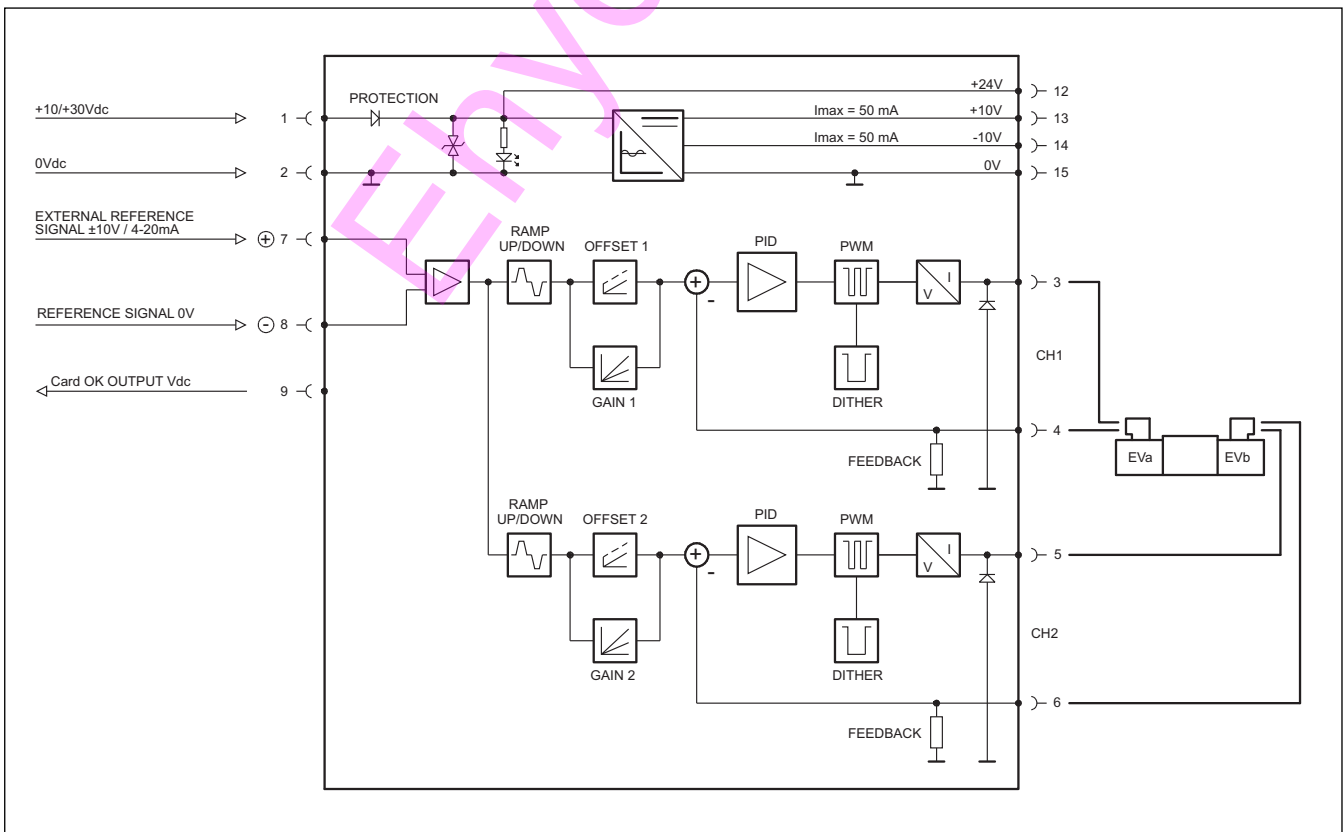 Enyo
+24V
12
+10/+30Vdc
1
PROTECTION
Imax = 50 mA
+10V
13
Imax = 50 mA
-10V
14
0Vdc
2
0V
15
EXTERNAL REFERENCE
SIGNAL ±10V / 4-20mA
+
7
RAMP
UP/DOWN
OFFSET 1
PID
PWM
+
-
I
V
3
REFERENCE SIGNAL 0V
-
8
CH1
Card OK OUTPUT Vdc
9
GAIN 1
DITHER
4
FEEDBACK
EVa
EVb
RAMP
UP/DOWN
OFFSET 2
PID
PWM
+
-
I
V
5
CH2
GAIN 2
DITHER
6
FEEDBACK